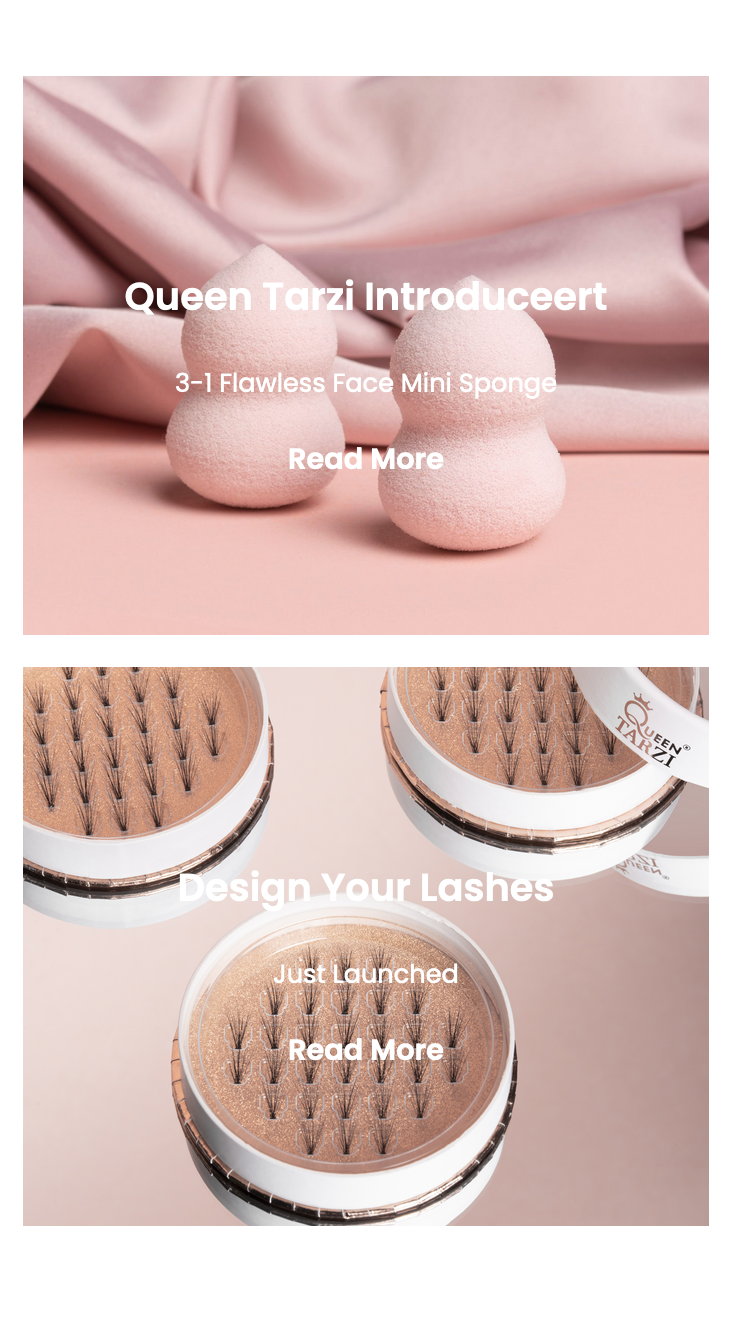 Queen Tarzi Introduceert
3-1 Flawless Face Mini Sponge
Read More
QUEEN®
TARZI
Design Your Lashes
Just Launched
Read More